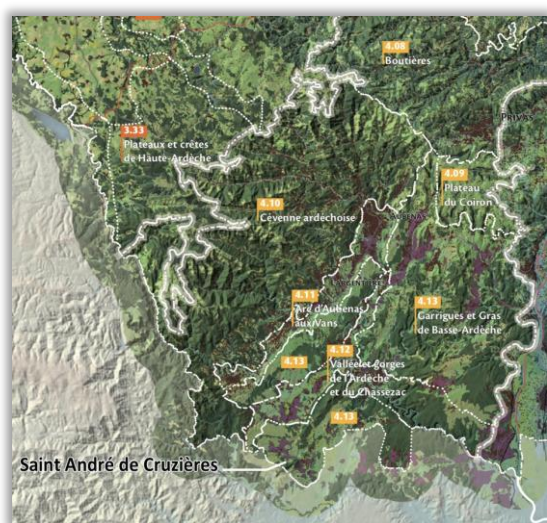 4.08
Boutières
PRIVAS
3.33
Plateaux et crêtes
de Haute-Ardèche
4.09
Plateau
du Coiron
4.10
Cévenne ardéchoise
AUBENAS
4.11
Arc d'Aubenas
aux Vans
4.13
Garrigues et Gras
de Basse-Ardèche
4.13
4.12
Vallée et gorges
de l'Ardèche
et du Chassezac
4.13
Saint André de Cruzières